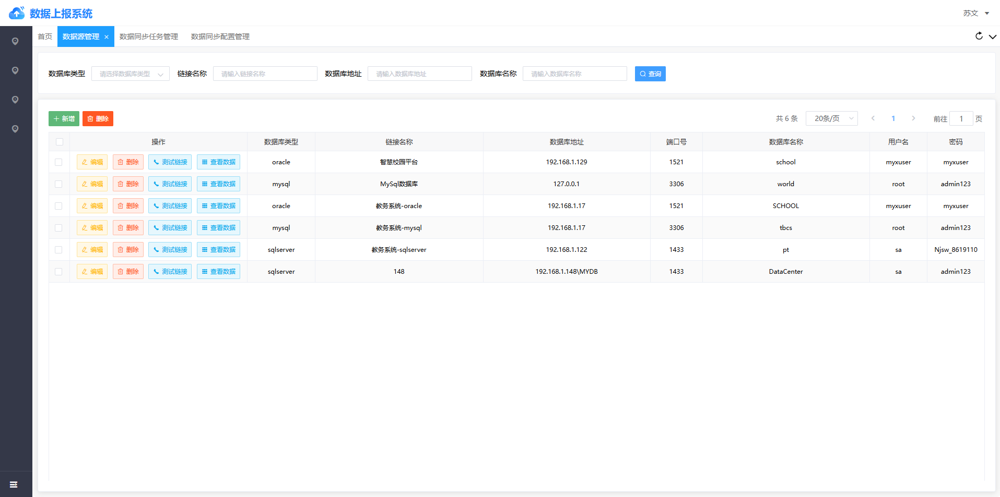 数据上报系统
苏文
首页 数据源管理 数据同步任务管理 数据同步配置管理
数据库类型 请选择数据库类型 链接名称 请输入链接名称 数据库地址 请输入数据库地址 数据库名称 请输入数据库名称 查询
新增 删除 共 6 条 20条/页 1 前往 1 页
操作 数据库类型 链接名称 数据库地址 端口号 数据库名称 用户名 密码
编辑 删除 测试链接 查看数据 oracle 智慧校园平台 192.168.1.129 1521 school myxuser myxuser
编辑 删除 测试链接 查看数据 mysql MySql数据库 127.0.0.1 3306 world root admin123
编辑 删除 测试链接 查看数据 oracle 教务系统-oracle 192.168.1.17 1521 SCHOOL myxuser myxuser
编辑 删除 测试链接 查看数据 mysql 教务系统-mysql 192.168.1.17 3306 tbcs root admin123
编辑 删除 测试链接 查看数据 sqlserver 教务系统-sqlserver 192.168.1.122 1433 pt sa Njsw_8619110
编辑 删除 测试链接 查看数据 sqlserver 148 192.168.1.148\MYDB 1433 DataCenter sa admin123